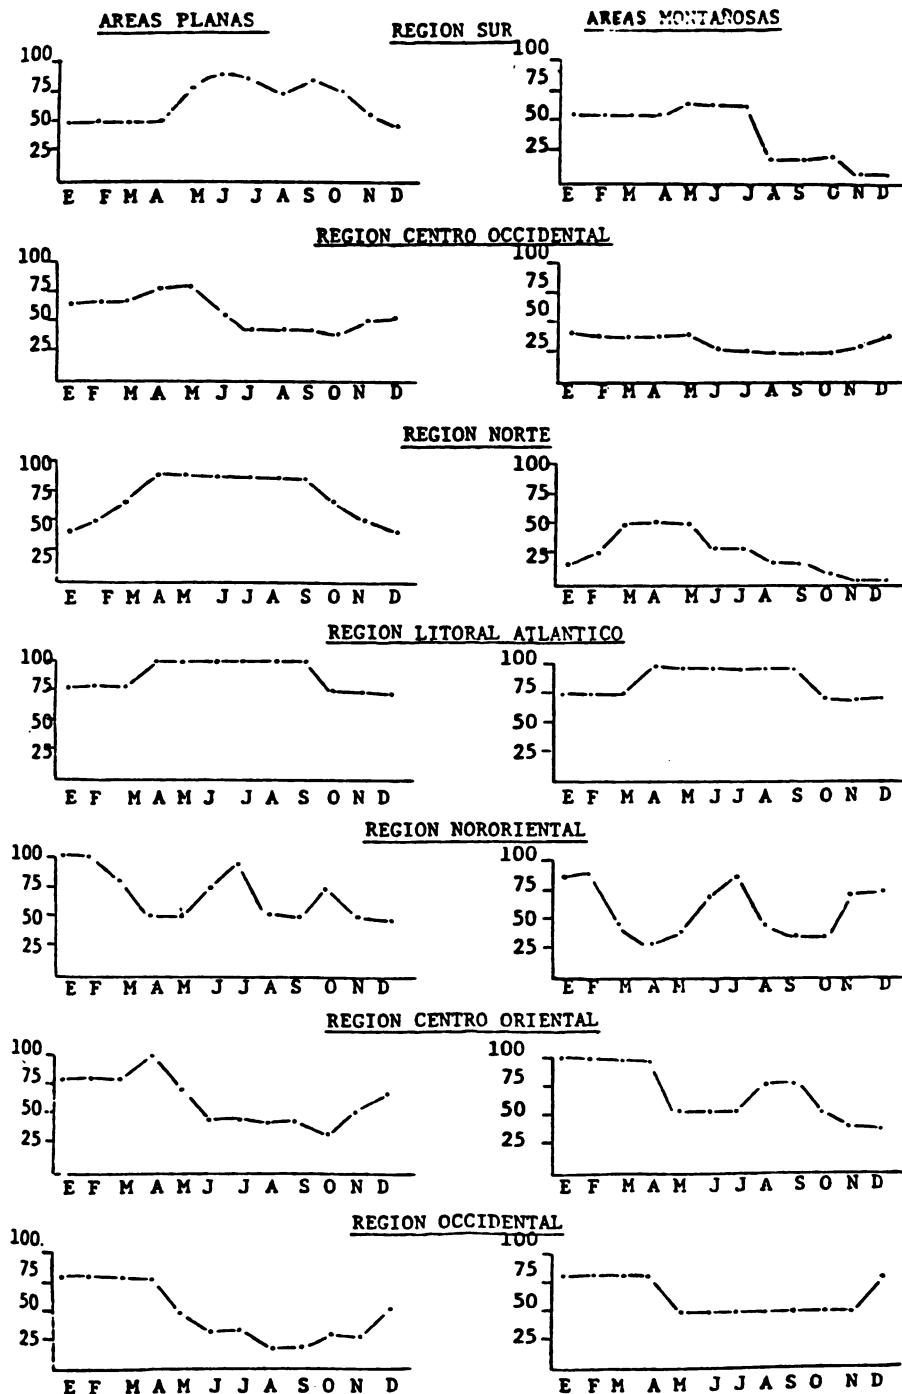 AREAS PLANAS
AREAS MONTAÑOSAS
REGION SUR
100
75
50
25
E F M A M J J A S O N D
100
75
50
25
E F M A M J J A S O N D
REGION CENTRO OCCIDENTAL
100
75
50
25
E F M A M J J A S O N D
100
75
50
25
E F M A M J J A S O N D
REGION NORTE
100
75
50
25
E F M A M J J A S O N D
100
75
50
25
E F M A M J J A S O N D
REGION LITORAL ATLANTICO
100
75
50
25
E F M A M J J A S O N D
100
75
50
25
E F M A M J J A S O N D
REGION NORORIENTAL
100
75
50
25
E F M A M J J A S O N D
100
75
50
25
E F M A M J J A S O N D
REGION CENTRO ORIENTAL
100
75
50
25
E F M A M J J A S O N D
100
75
50
25
E F M A M J J A S O N D
REGION OCCIDENTAL
100.
75
50
25
E F M A M J J A S O N D
100
75
50
25
E F M A M J J A S O N D